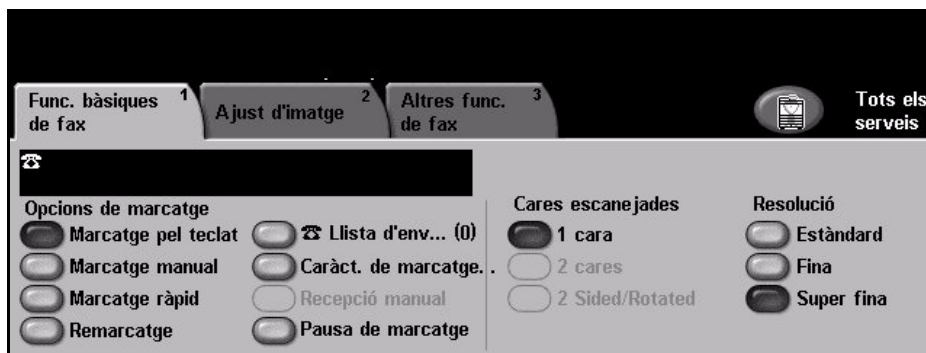 Func. bàsiques
de fax
1
Ajust d'imatge
2
Altres func.
de fax
3
Tots els
serveis
Opcions de marcatge
Marcatge pel teclat
Marcatge manual
Marcatge ràpid
Remarcatge
Llista d'env... (0)
Caràct. de marcatge. .
Recepció manual
Pausa de marcatge
Cares escanejades
1 cara
2 cares
2 Sided/Rotated
Resolució
Estàndard
Fina
Super fina